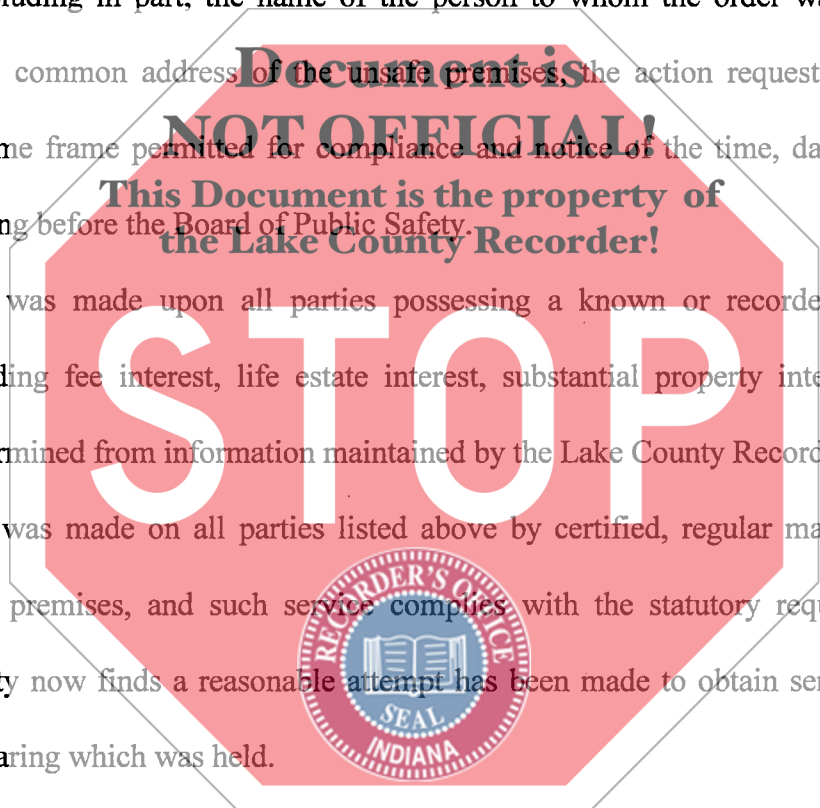 luding in part, the name of the person to whom the order wa
common address of the unsafe premises, the action request
Document is
NOT OFFICIAL!
me frame permitted for compliance and notice of the time, da
This Document is the property of
the Lake County Recorder!
ng before the Board of Public Safety.
was made upon all parties possessing a known or recorde
STOP
ding fee interest, life estate interest, substantial property inte
rmined from information maintained by the Lake County Record
was made on all parties listed above by certified, regular ma
premises, and such service complies with the statutory requ
ty now finds a reasonable attempt has been made to obtain ser
aring which was held.
RECORDER'S OFFICE
SEAL
INDIANA